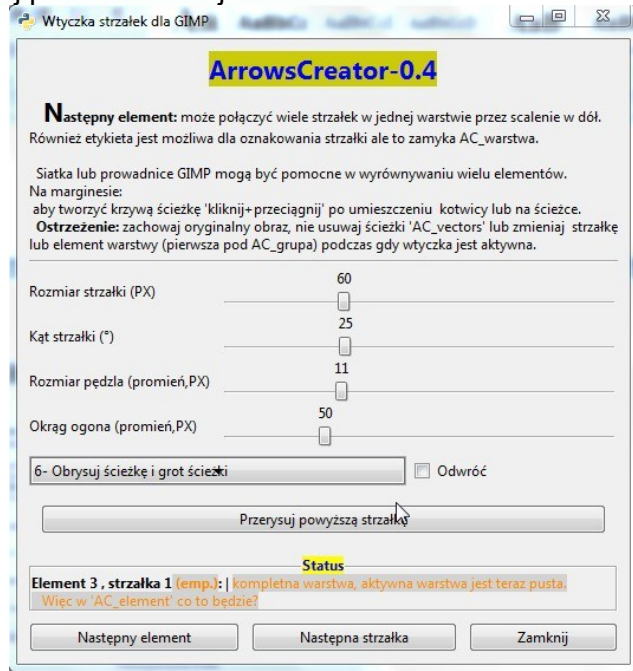 Wtyczka strzałek dla GIMP
ArrowsCreator-0.4
Następny element: może połączyć wiele strzałek w jednej warstwie przez scalenie w dół.
Również etykieta jest możliwa dla oznakowania strzałki ale to zamyka AC_warstwa.
Siatka lub prowadnice GIMP mogą być pomocne w wyrównywaniu wielu elementów.
Na marginesie:
aby tworzyć krzywą ścieżkę 'kliknij+przeciągnij' po umieszczeniu kotwicy lub na ścieżce.
Ostrzeżenie: zachowaj oryginalny obraz, nie usuwaj ścieżki 'AC_vectors' lub zmieniaj strzałkę
lub element warstwy (pierwsza pod AC_grupa) podczas gdy wtyczka jest aktywna.
60
Rozmiar strzałki (PX)
25
Kąt strzałki (°)
11
Rozmiar pędzla (promień,PX)
50
Okrąg ogona (promień,PX)
6- Obrysuj ścieżkę i grot ścieżki
Odwróć
Przerysuj powyższą strzałkę
Status
Element 3 , strzałka 1 (emp.): | kompletna warstwa, aktywna warstwa jest teraz pusta.
Więc w 'AC_element' co to będzie?
Następny element
Następna strzałka
Zamknij